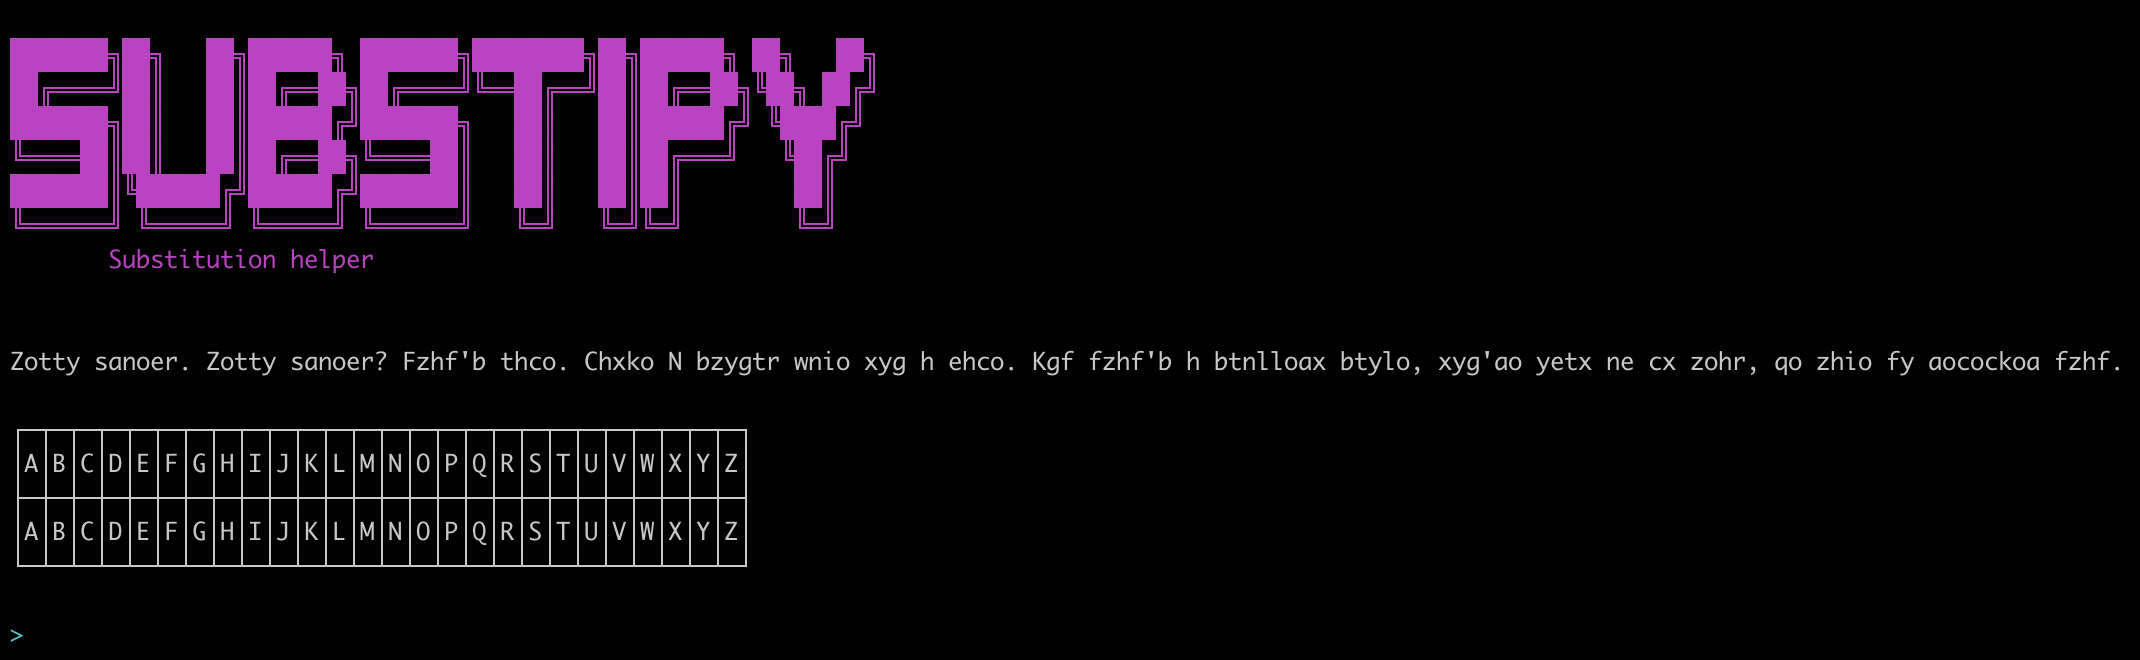 SUBSTIPY
Substitution helper
Zotty sanoer. Zotty sanoer? Fzhf'b thco. Chxko N bzygtr wnio xyg h ehco. Kgf fzhf'b h btnlloax btylo, xyg'ao yetx ne cx zohr, qo zhio fy aocockoa fzhf.
A B C D E F G H I J K L M N O P Q R S T U V W X Y Z
A B C D E F G H I J K L M N O P Q R S T U V W X Y Z
>